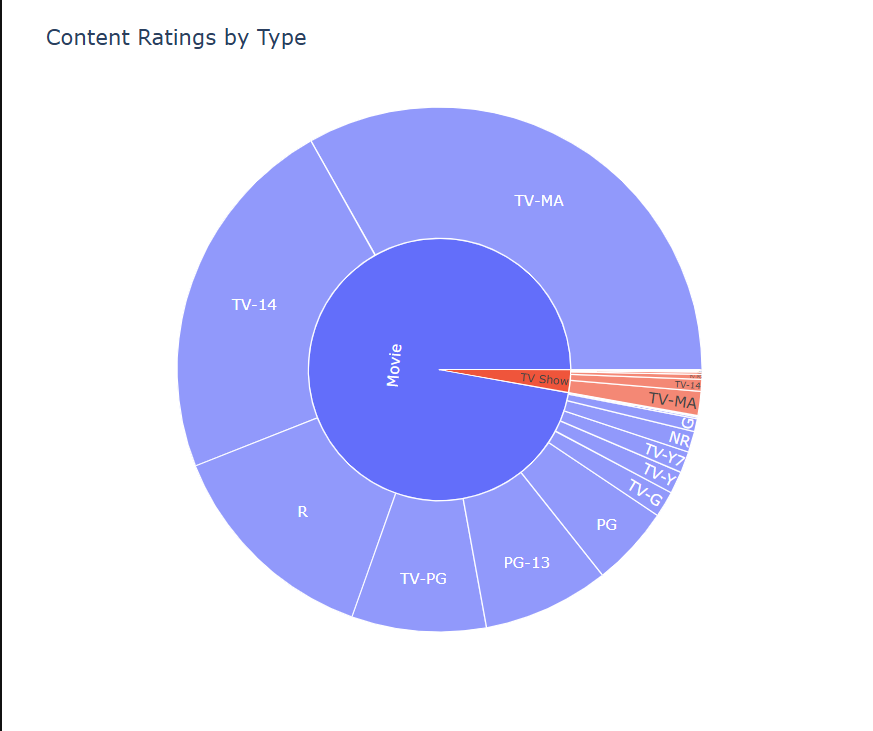 Content Ratings by Type
TV-MA
TV-14
Movie
TV Show
TV-14
TV-MA
G
NR
TV-Y7
TV-Y
TV-G
R
PG
PG-13
TV-PG